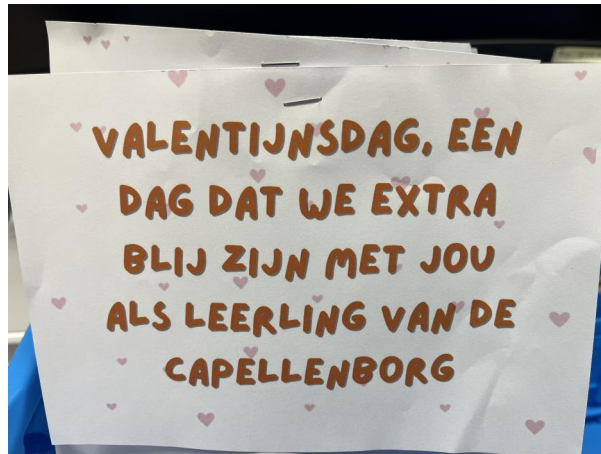 VALENTIJNSDAG, EEN
DAG DAT WE EXTRA
BLIJ ZIJN MET JOU
ALS LEERLING VAN DE
CAPELLENBORG